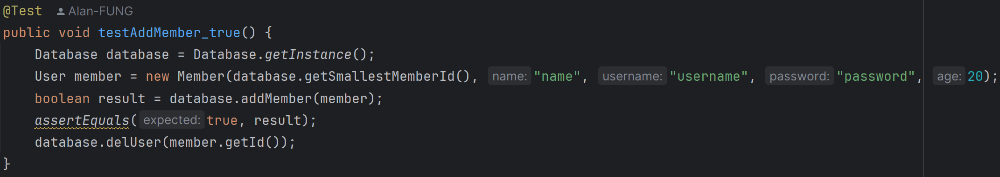 @Test Alan-FUNG
public void testAddMember_true() {
    Database database = Database.getInstance();
    User member = new Member(database.getSmallestMemberId(), name: "name", username: "username", password: "password", age: 20);
    boolean result = database.addMember(member);
    assertEquals( expected: true, result);
    database.delUser(member.getId());
}